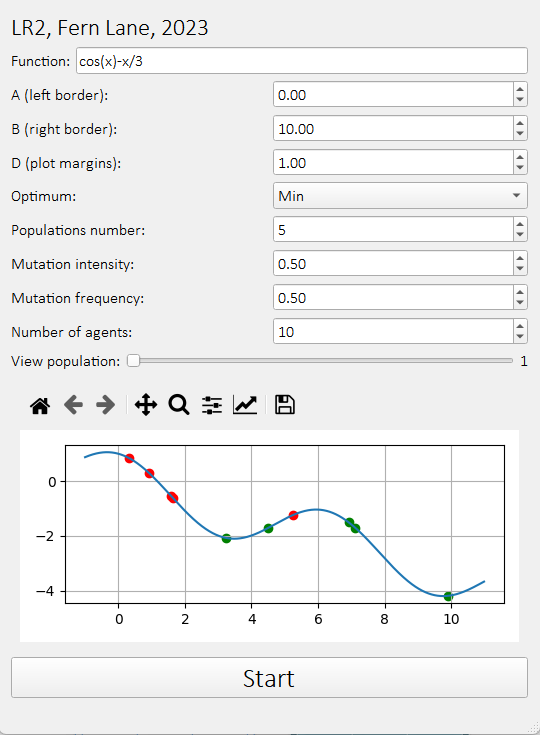 LR2, Fern Lane, 2023
Function: cos(x)-x/3
A (left border): 0.00
B (right border): 10.00
D (plot margins): 1.00
Optimum: Min
Populations number: 5
Mutation intensity: 0.50
Mutation frequency: 0.50
Number of agents: 10
View population: 1
0
−2
−4
0 2 4 6 8 10
Start